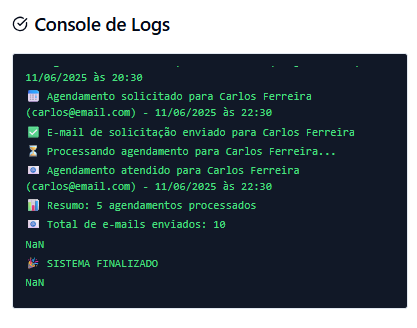 Console de Logs
11/06/2025 às 20:30
Agendamento solicitado para Carlos Ferreira
(carlos@email.com) - 11/06/2025 às 22:30
E-mail de solicitação enviado para Carlos Ferreira
Processando agendamento para Carlos Ferreira...
Agendamento atendido para Carlos Ferreira
(carlos@email.com) - 11/06/2025 às 22:30
Resumo: 5 agendamentos processados
Total de e-mails enviados: 10
NaN
SISTEMA FINALIZADO
NaN